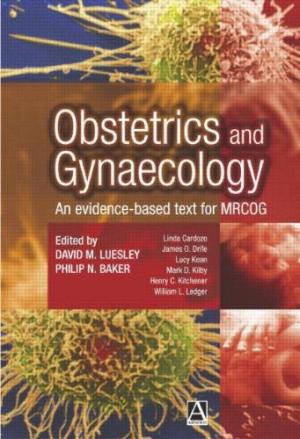 Obstetrics and
Gynaecology
An evidence-based text for MRCOG
Edited by
DAVID M. LUESLEY
PHILIP N. BAKER
Linda Cardozo
James O. Drife
Lucy Kean
Mark D. Kilby
Henry C. Kitchener
William L. Ledger
A